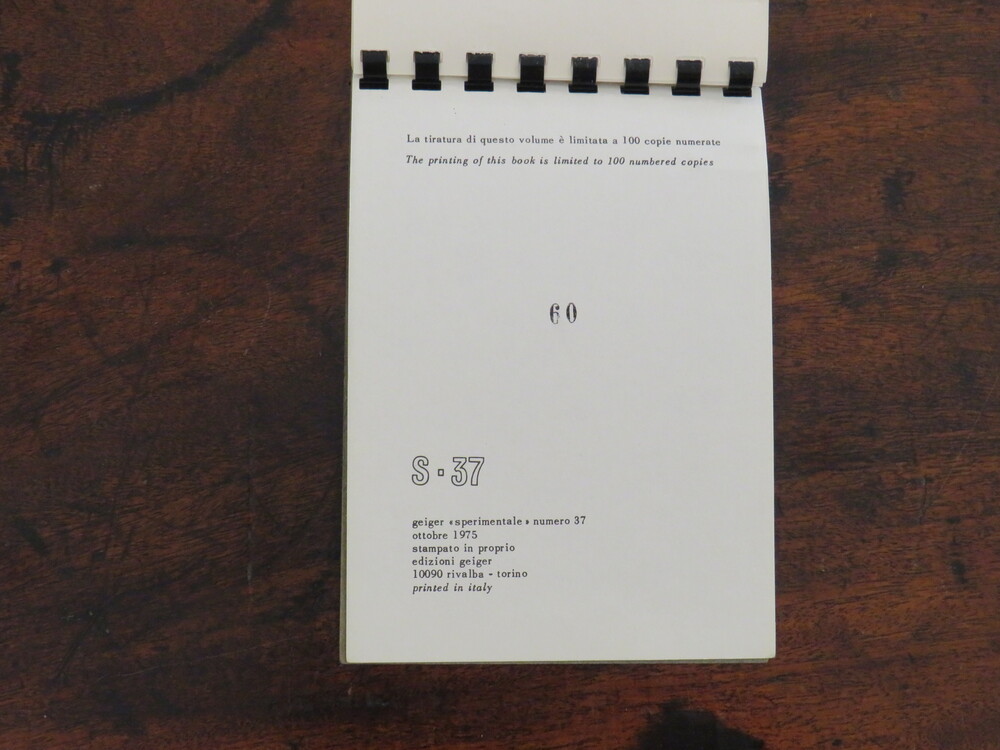 La tiratura di questo volume è limitata a 100 copie numerate
The printing of this book is limited to 100 numbered copies
60
S·37
geiger «sperimentale» numero 37
ottobre 1975
stampato in proprio
edizioni geiger
10090 rivalba - torino
printed in italy